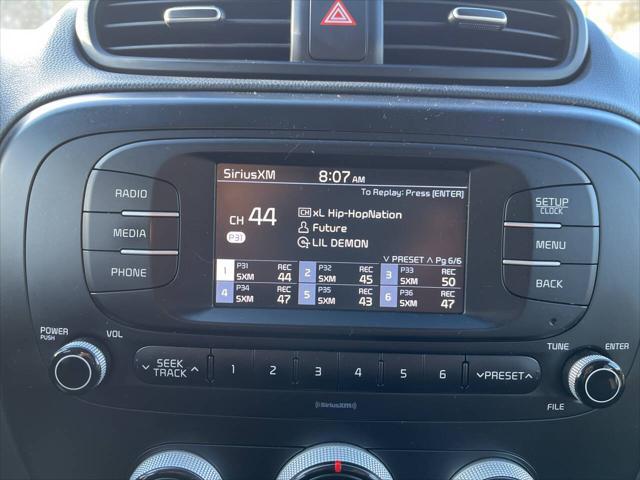 SiriusXM 8:07 AM
To Replay: Press [ENTER]
CH 44
P31
CH xL Hip-HopNation
Future
LIL DEMON
∨ PRESET ∧ Pg 6/6
1 P31 SXM REC 44 2 P32 SXM REC 45 3 P33 SXM REC 50
4 P34 SXM REC 47 5 P35 SXM REC 43 6 P36 SXM REC 47
RADIO
MEDIA
PHONE
SETUP
CLOCK
MENU
BACK
POWER
PUSH
VOL
SEEK
TRACK
1 2 3 4 5 6
PRESET
TUNE
ENTER
FILE
SiriusXM